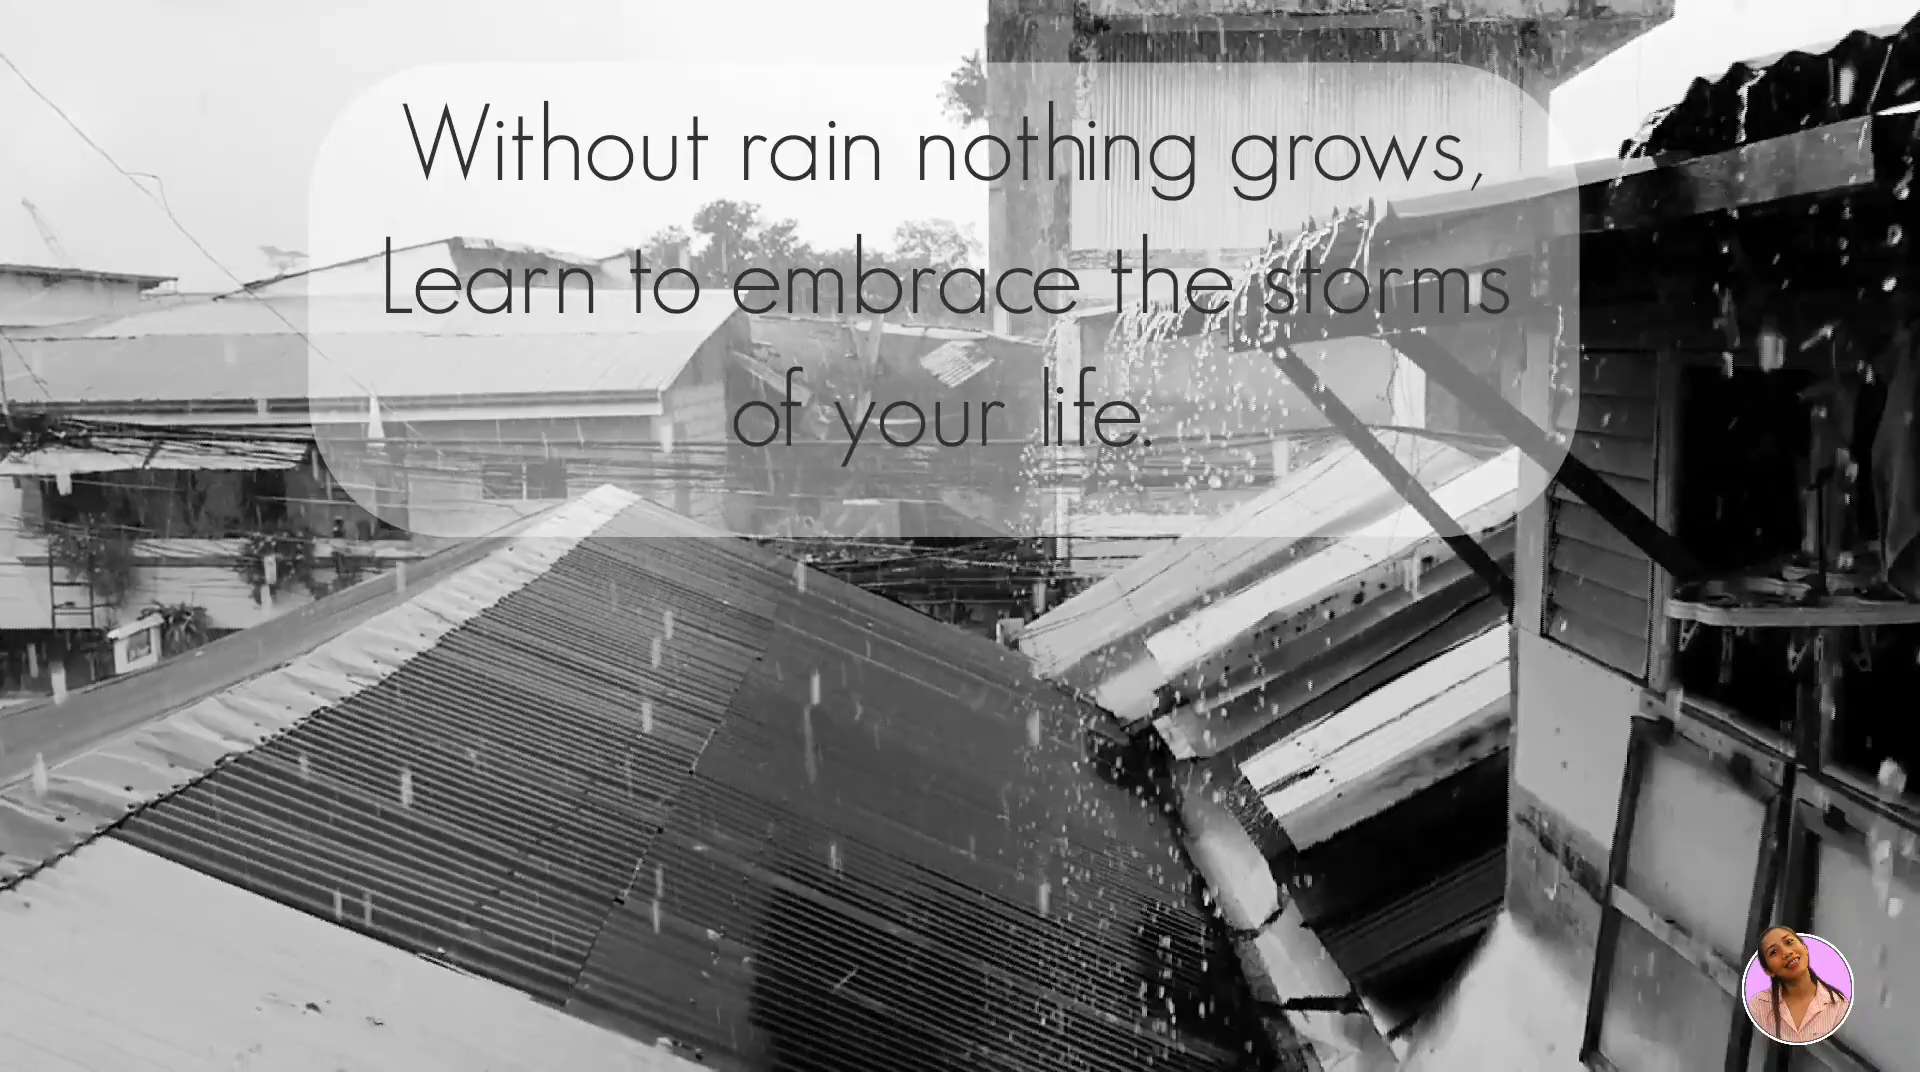 Without rain nothing grows,
Learn to embrace the storms
of your life.